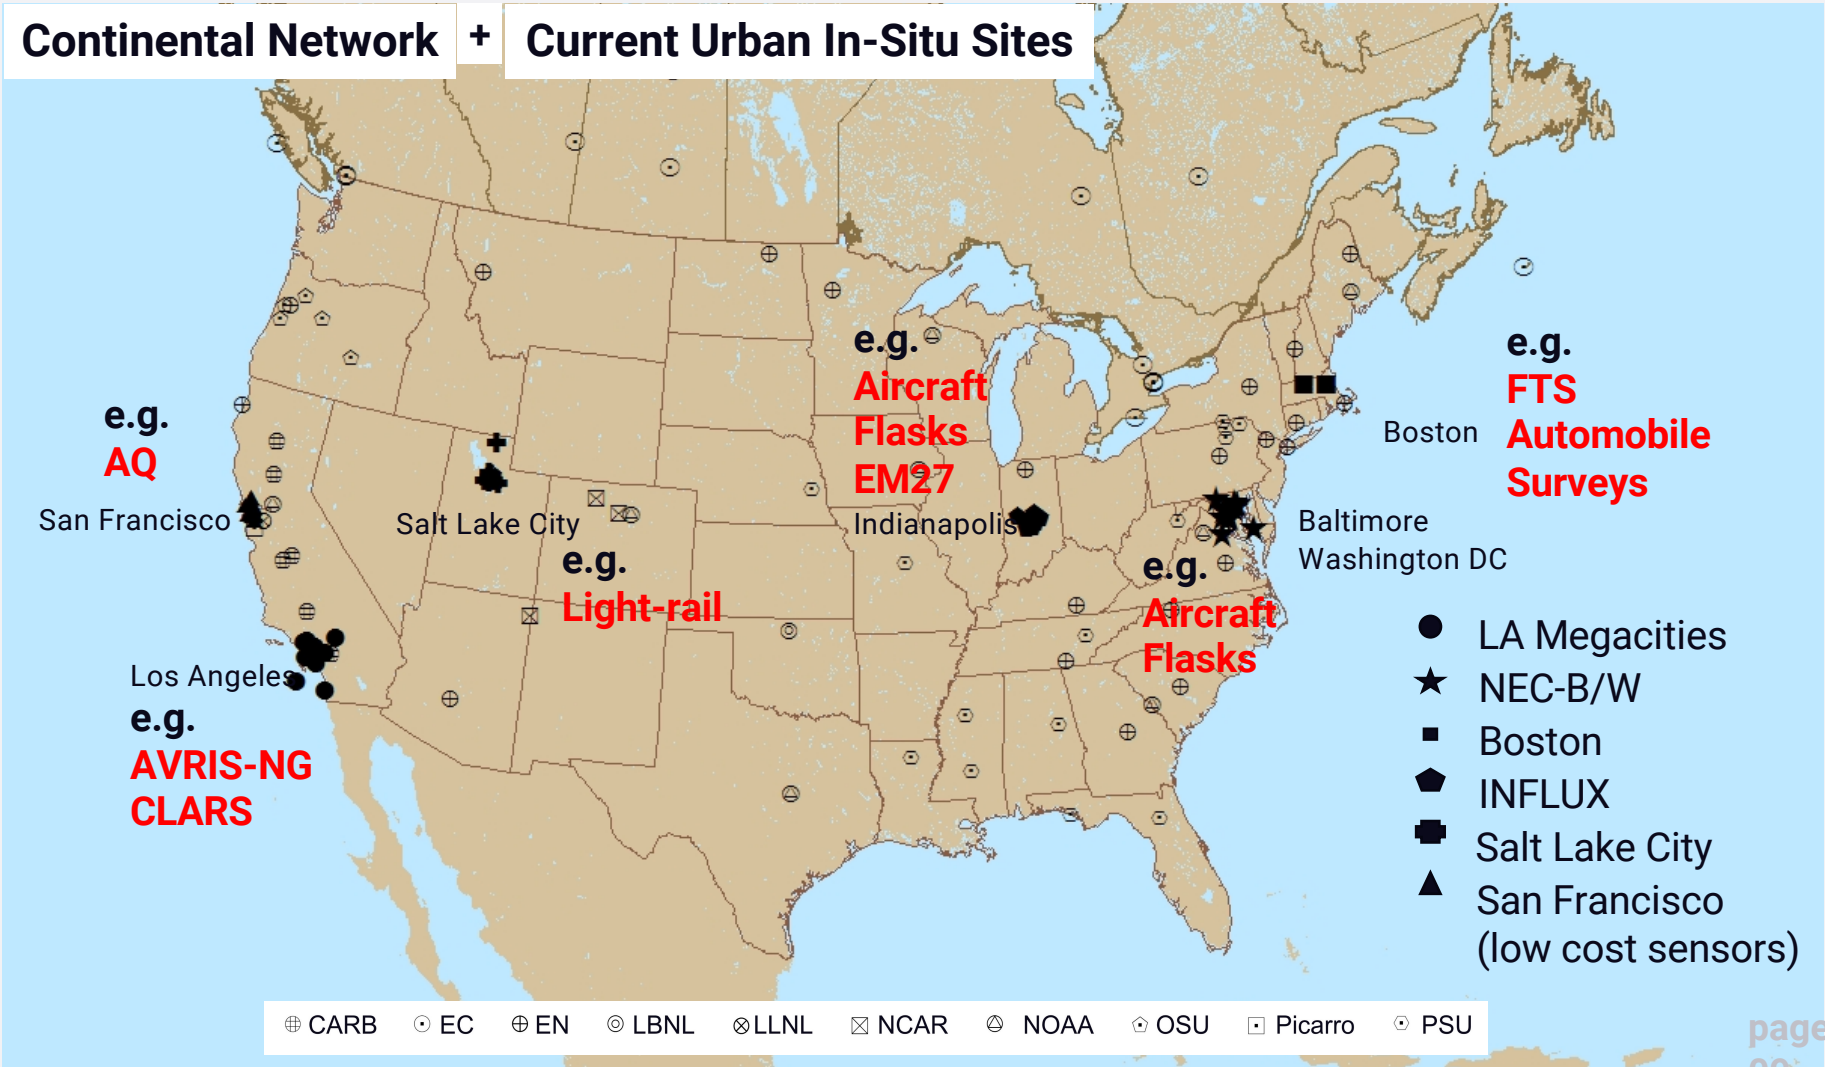 Continental Network + Current Urban In-Situ Sites
e.g.
AQ
San Francisco
Salt Lake City
e.g.
Light-rail
Los Angeles
e.g.
AVRIS-NG
CLARS
e.g.
Aircraft
Flasks
EM27
Indianapolis
e.g.
Aircraft
Flasks
Boston
e.g.
FTS
Automobile
Surveys
Baltimore
Washington DC
LA Megacities
NEC-B/W
Boston
INFLUX
Salt Lake City
San Francisco
(low cost sensors)
CARB EC EN LBNL LLNL NCAR NOAA OSU Picarro PSU
page